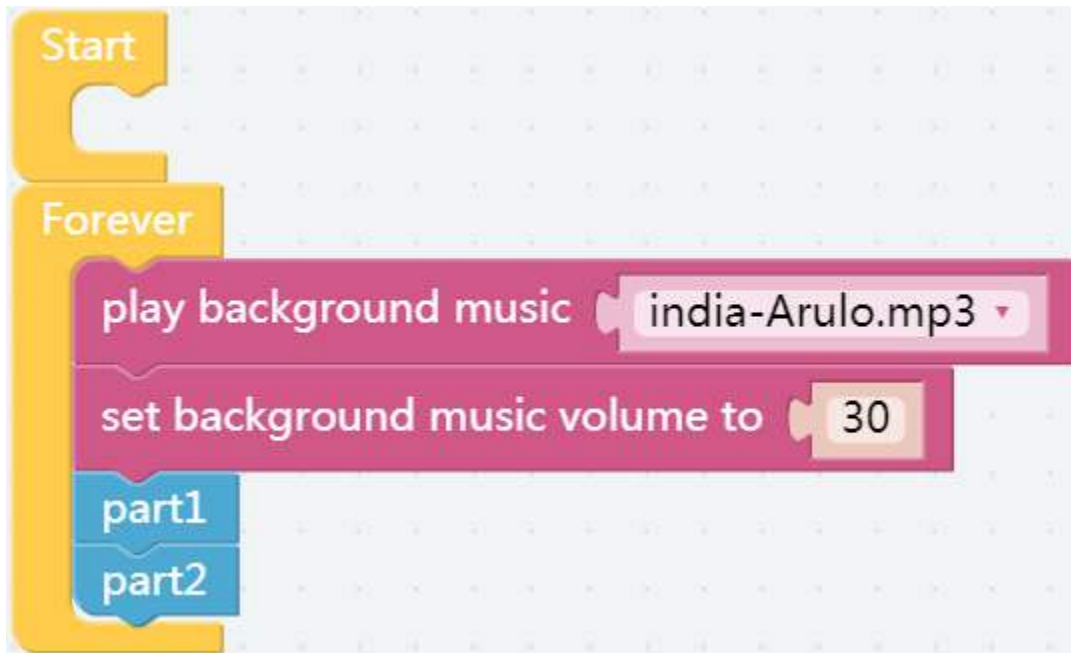 Start
Forever
play background music india-Arulo.mp3
set background music volume to 30
part1
part2